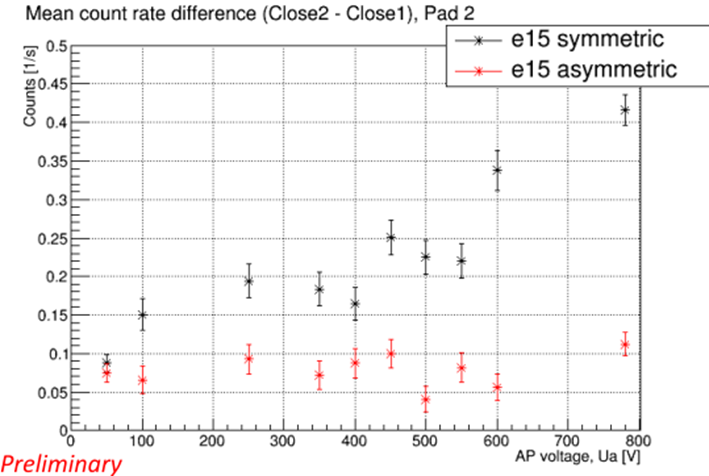 Mean count rate difference (Close2 - Close1), Pad 2
e15 symmetric
e15 asymmetric
Counts [1/s]
0.5
0.45
0.4
0.35
0.3
0.25
0.2
0.15
0.1
0.05
0
0 100 200 300 400 500 600 700 800
AP voltage, Ua [V]
Preliminary